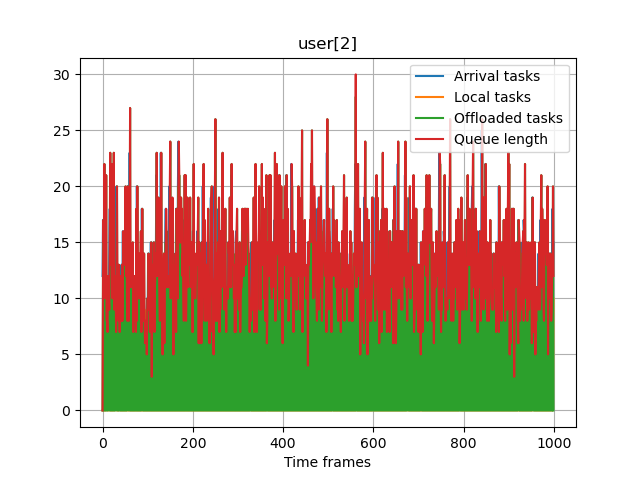 user[2]
Arrival tasks
Local tasks
Offloaded tasks
Queue length
30
25
20
15
10
5
0
0 200 400 600 800 1000
Time frames